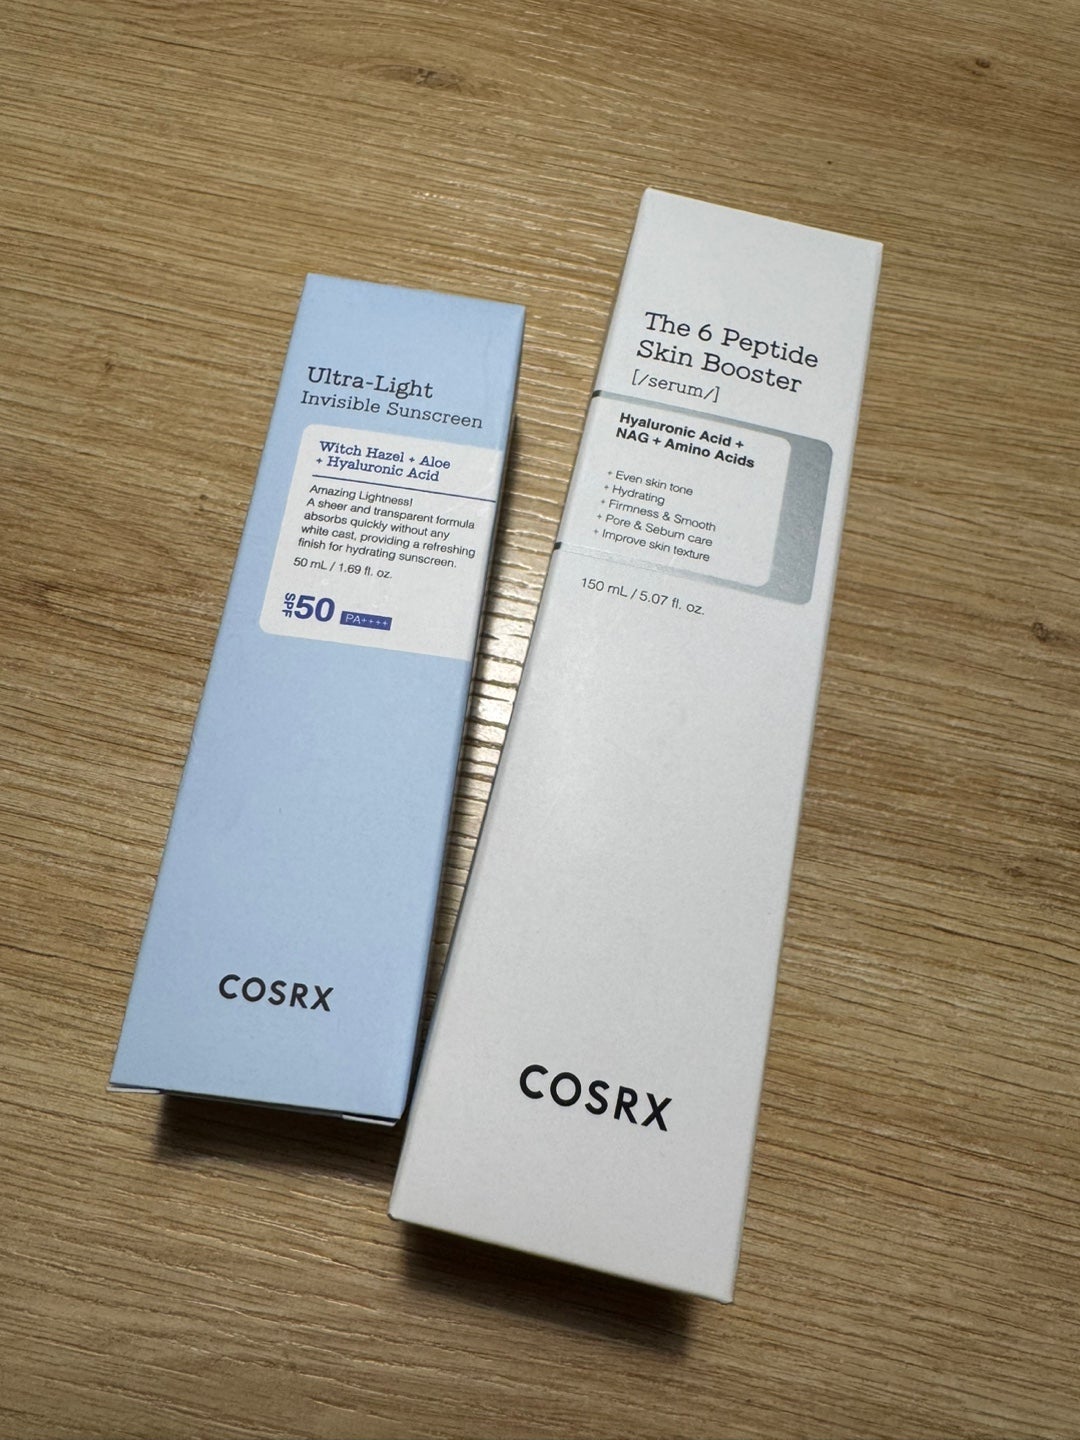 Ultra-Light
Invisible Sunscreen
Witch Hazel + Aloe
+ Hyaluronic Acid
Amazing Lightness!
A sheer and transparent formula
absorbs quickly without any
white cast, providing a refreshing
finish for hydrating sunscreen.
50 mL / 1.69 fl. oz.
SPF 50 PA++++
COSRX
The 6 Peptide
Skin Booster
[/serum/]
Hyaluronic Acid +
NAG + Amino Acids
+ Even skin tone
+ Hydrating
+ Firmness & Smooth
+ Pore & Sebum care
+ Improve skin texture
150 mL / 5.07 fl. oz.
COSRX